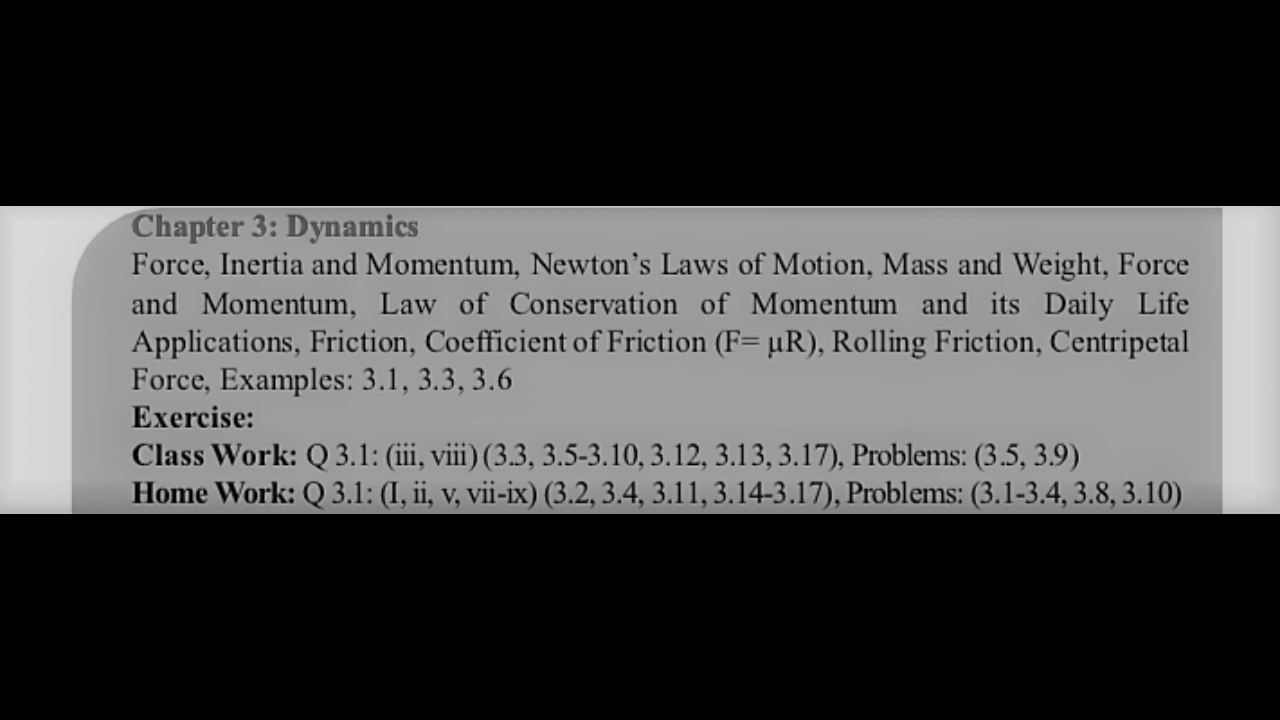 Chapter 3: Dynamics
Force, Inertia and Momentum, Newton's Laws of Motion, Mass and Weight, Force
and Momentum, Law of Conservation of Momentum and its Daily Life
Applications, Friction, Coefficient of Friction (F= μR), Rolling Friction, Centripetal
Force, Examples: 3.1, 3.3, 3.6
Exercise:
Class Work: Q 3.1: (iii, viii) (3.3, 3.5-3.10, 3.12, 3.13, 3.17), Problems: (3.5, 3.9)
Home Work: Q 3.1: (I, ii, v, vii-ix) (3.2, 3.4, 3.11, 3.14-3.17), Problems: (3.1-3.4, 3.8, 3.10)